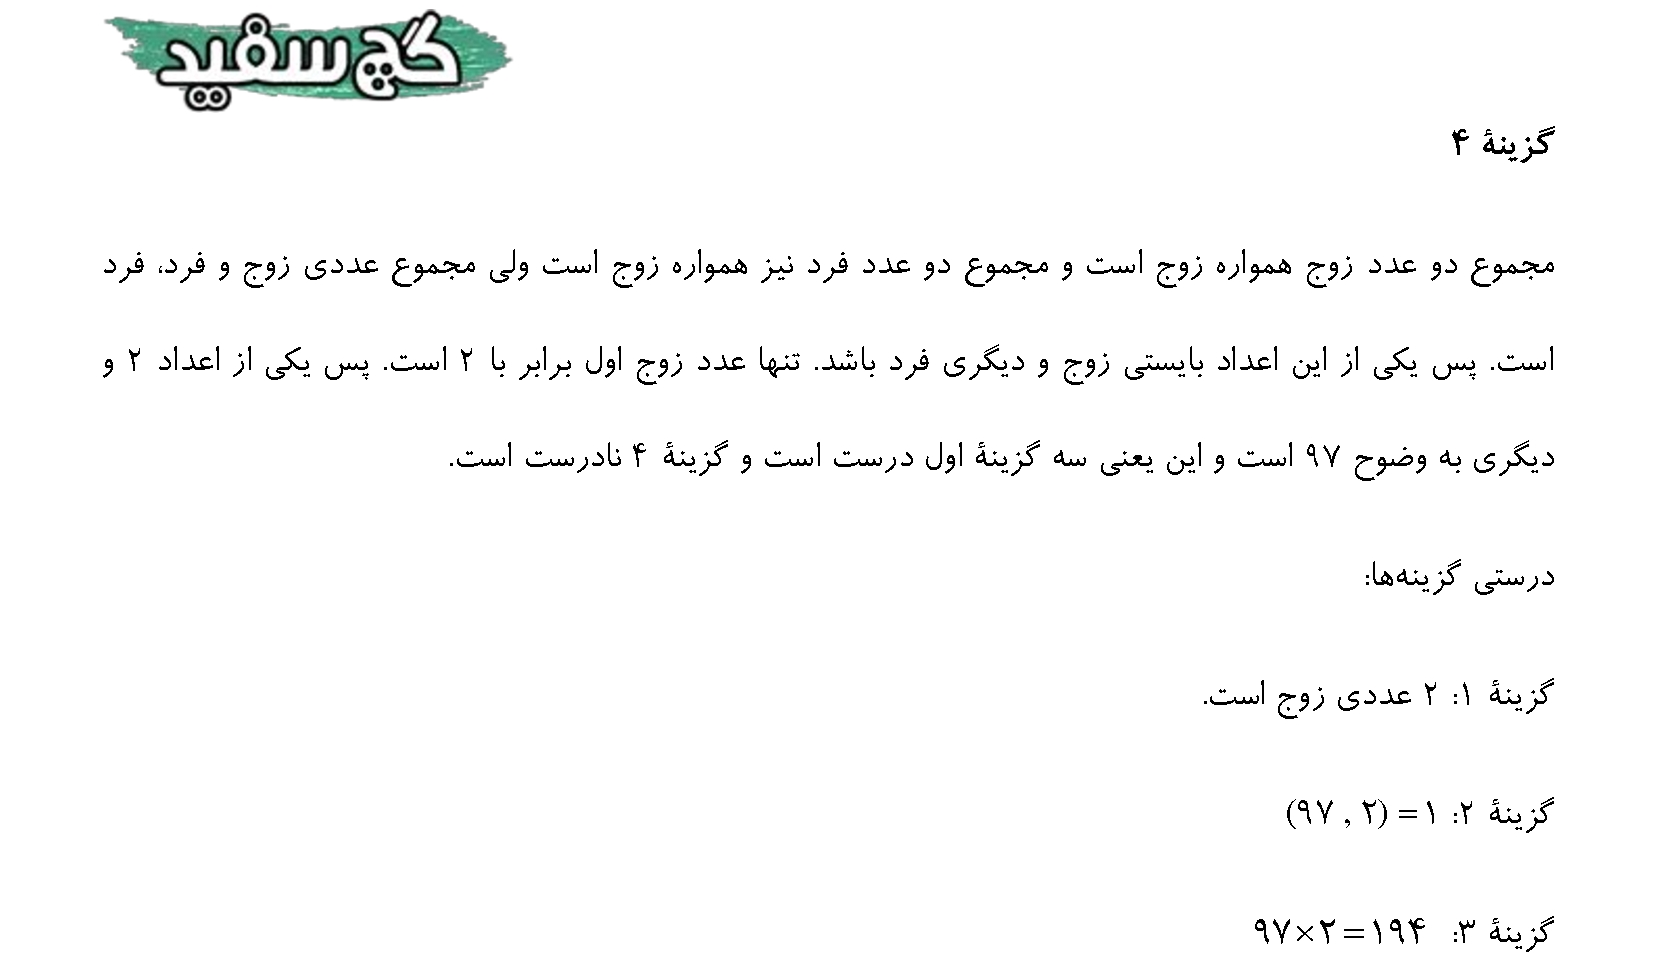 گچ سفید
گزینهٔ ۴
مجموع دو عدد زوج همواره زوج است و مجموع دو عدد فرد نیز همواره زوج است ولی مجموع عددی زوج و فرد، فرد
است. پس یکی از این اعداد بایستی زوج و دیگری فرد باشد. تنها عدد زوج اول برابر با ۲ است. پس یکی از اعداد ۲ و
دیگری به وضوح ۹۷ است و این یعنی سه گزینهٔ اول درست است و گزینهٔ ۴ نادرست است.
درستی گزینه‌ها:
گزینهٔ ۱: ۲ عددی زوج است.
گزینهٔ ۲: (۹۷ , ۲) = ۱
گزینهٔ ۳: ۹۷×۲=۱۹۴